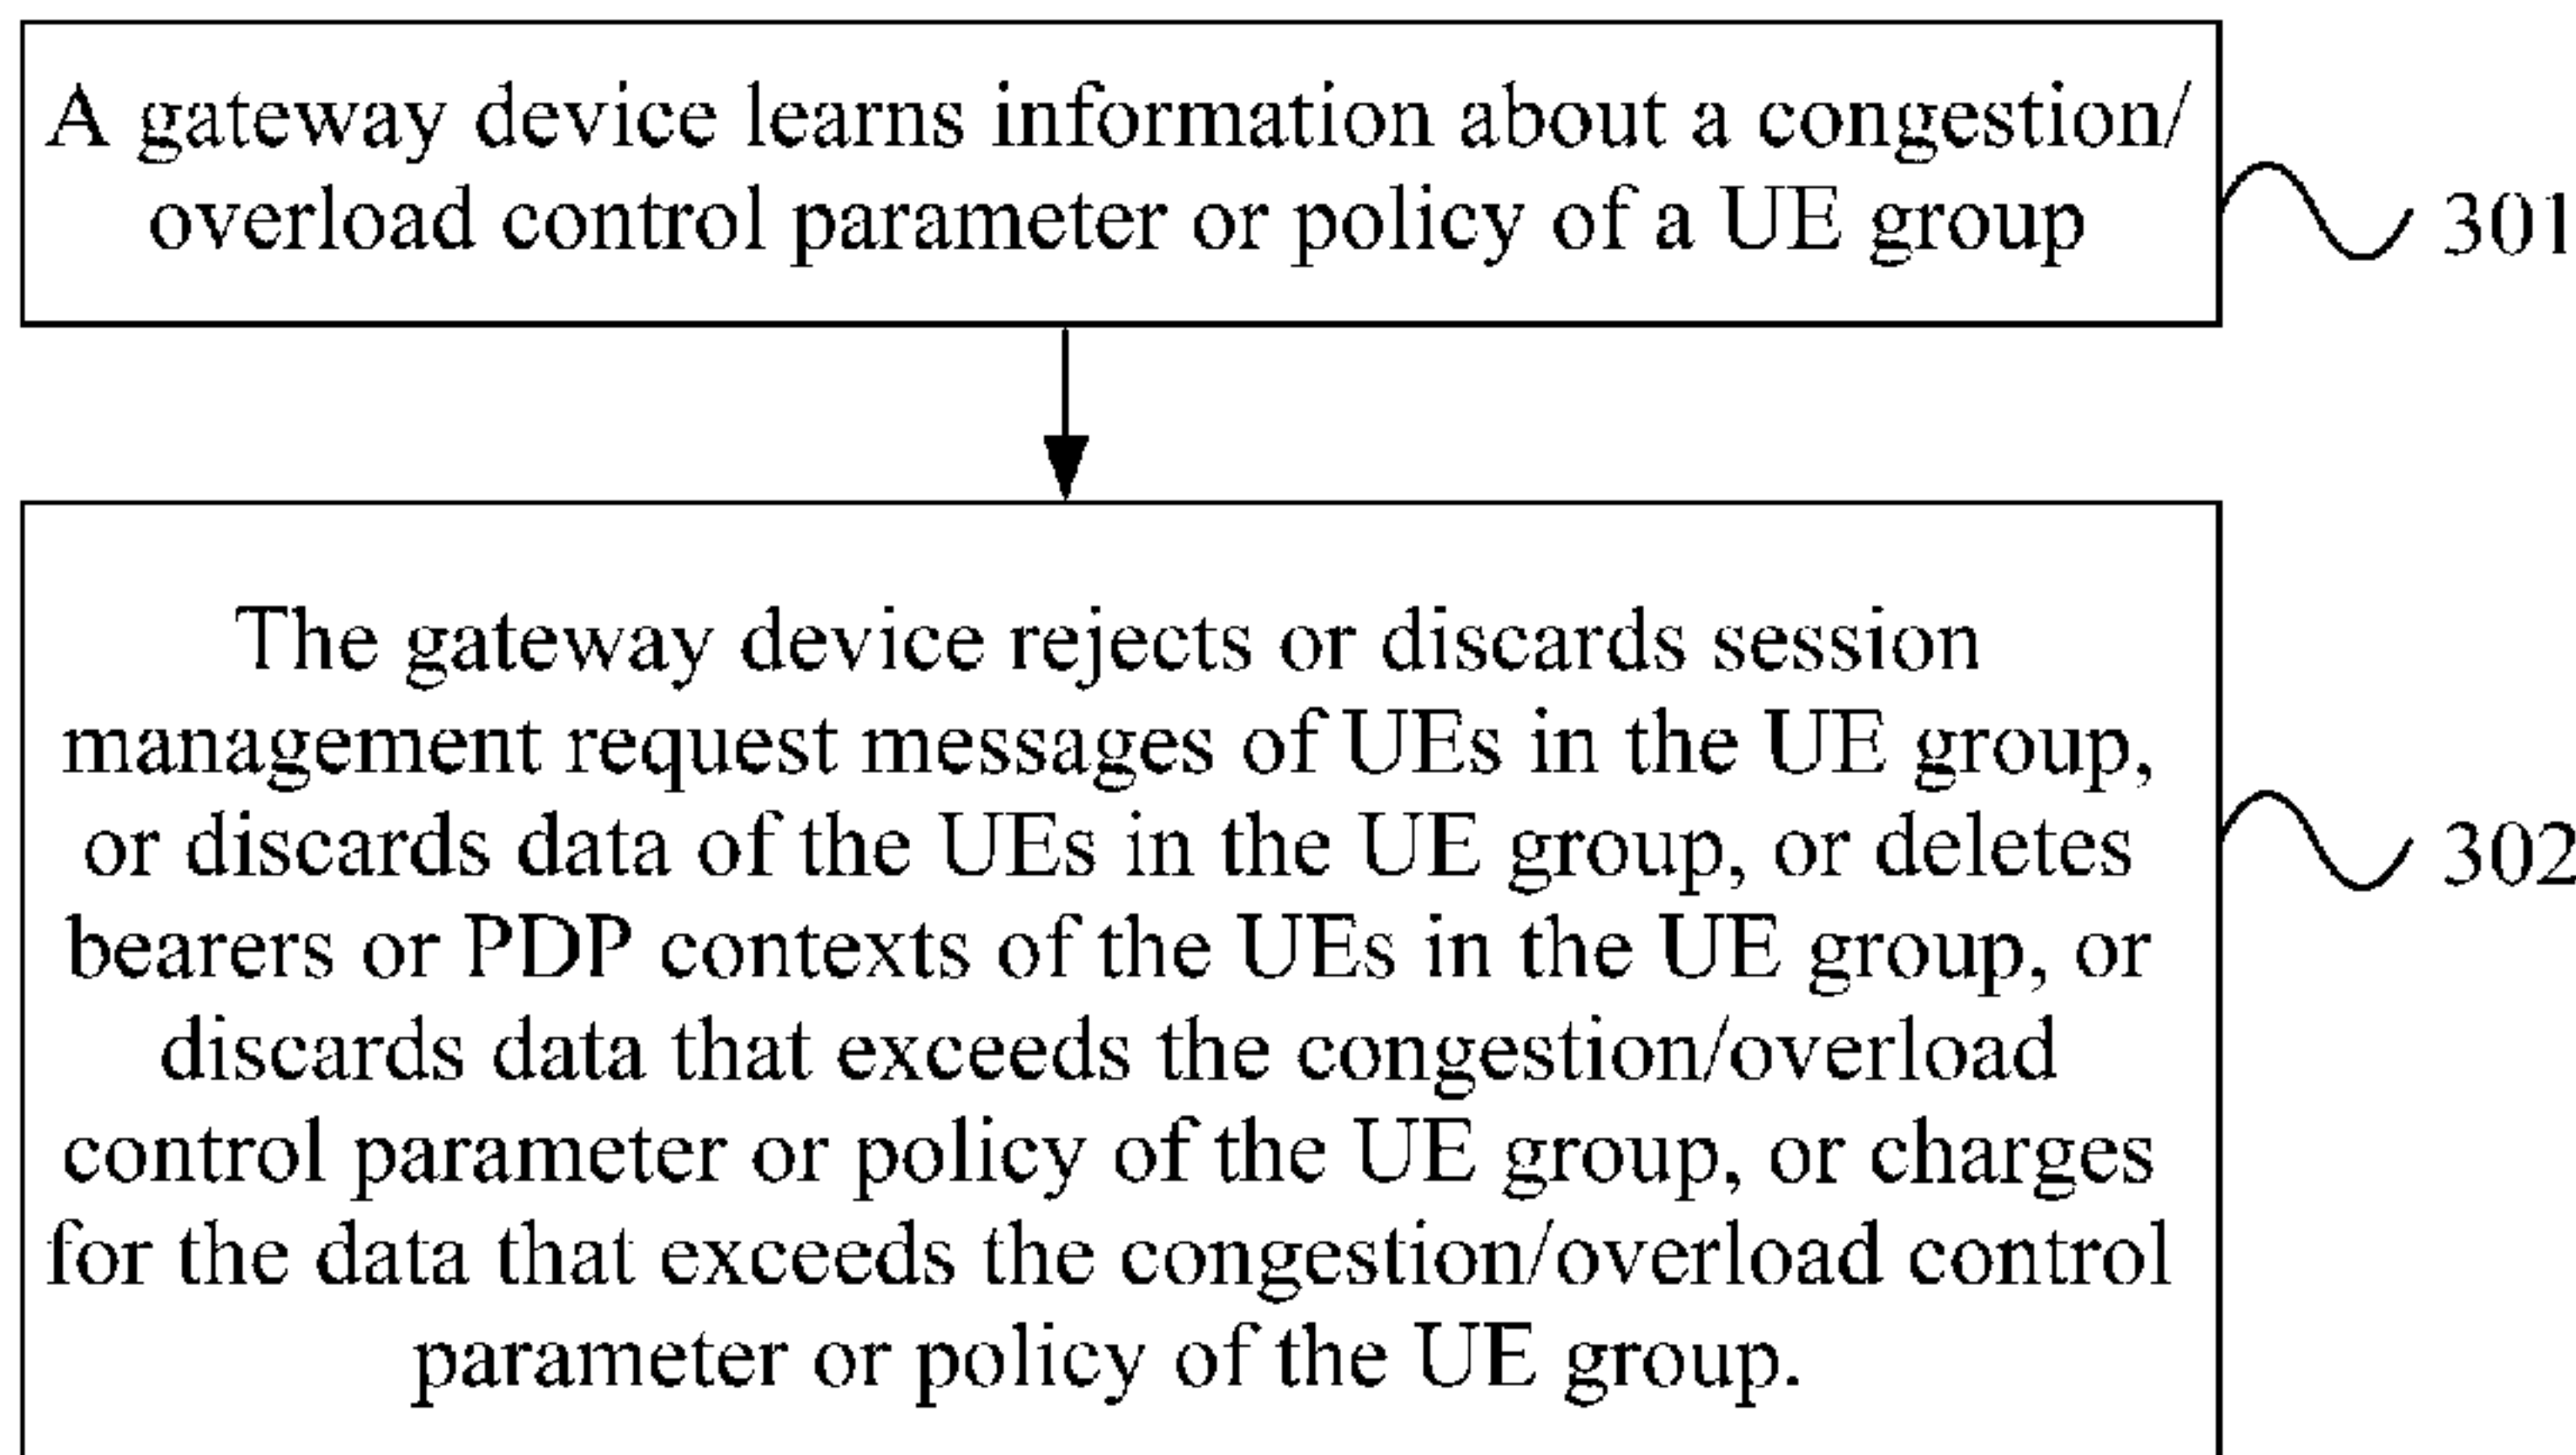 A gateway device learns information about a congestion/
overload control parameter or policy of a UE group
301
The gateway device rejects or discards session
management request messages of UEs in the UE group,
or discards data of the UEs in the UE group, or deletes
bearers or PDP contexts of the UEs in the UE group, or
discards data that exceeds the congestion/overload
control parameter or policy of the UE group, or charges
for the data that exceeds the congestion/overload control
parameter or policy of the UE group.
302